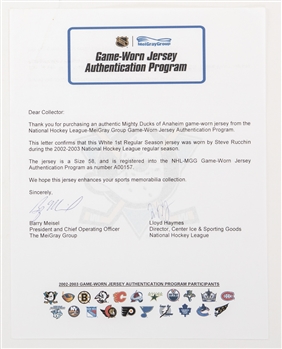 NHL
MeiGrayGroup
Game-Worn Jersey
Authentication Program
Dear Collector:
Thank you for purchasing an authentic Mighty Ducks of Anaheim game-worn jersey from the
National Hockey League-MeiGray Group Game-Worn Jersey Authentication Program.
This letter confirms that this White 1st Regular Season jersey was worn by Steve Rucchin
during the 2002-2003 National Hockey League regular season.
The jersey is a Size 56, and is registered into the NHL-MGG Game-Worn Jersey
Authentication Program as number A00157.
We hope this jersey enhances your sports memorabilia collection.
Sincerely,
Barry Meisel Lloyd Haymes
President and Chief Operating Officer Director, Center Ice & Sporting Goods
The MeiGray Group National Hockey League
2002-2003 GAME-WORN JERSEY AUTHENTICATION PROGRAM PARTICIPANTS